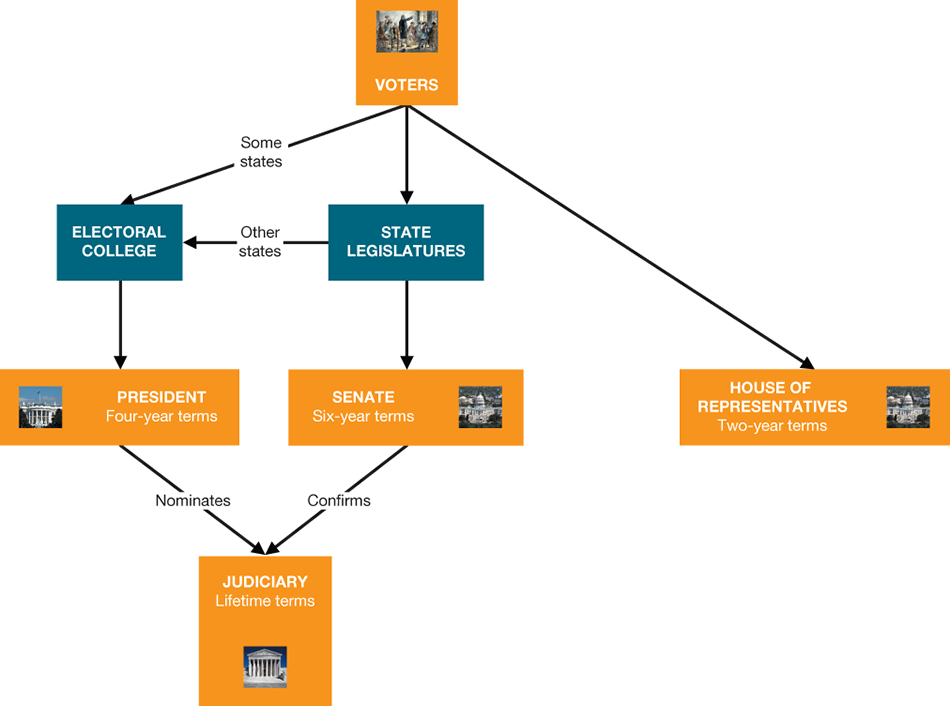 VOTERS
Some
states
ELECTORAL
COLLEGE
Other
states
STATE
LEGISLATURES
PRESIDENT
Four-year terms
SENATE
Six-year terms
HOUSE OF
REPRESENTATIVES
Two-year terms
Nominates
Confirms
JUDICIARY
Lifetime terms